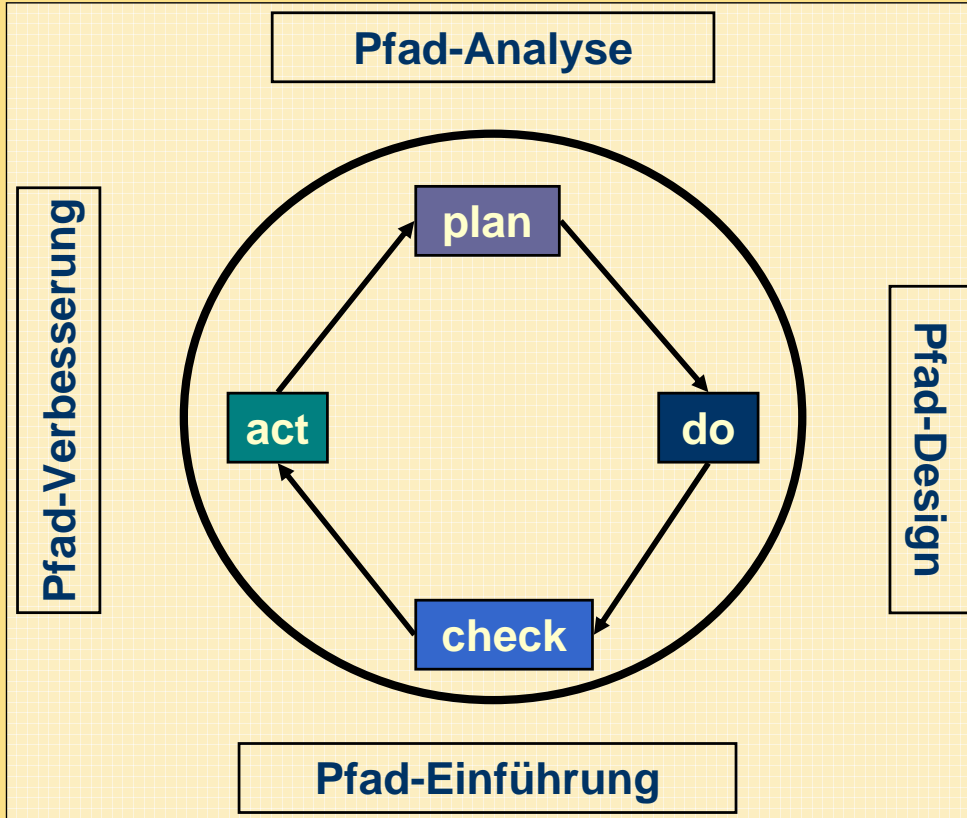 Pfad-Analyse
plan
Pfad-Verbesserung
act
do
Pfad-Design
check
Pfad-Einführung